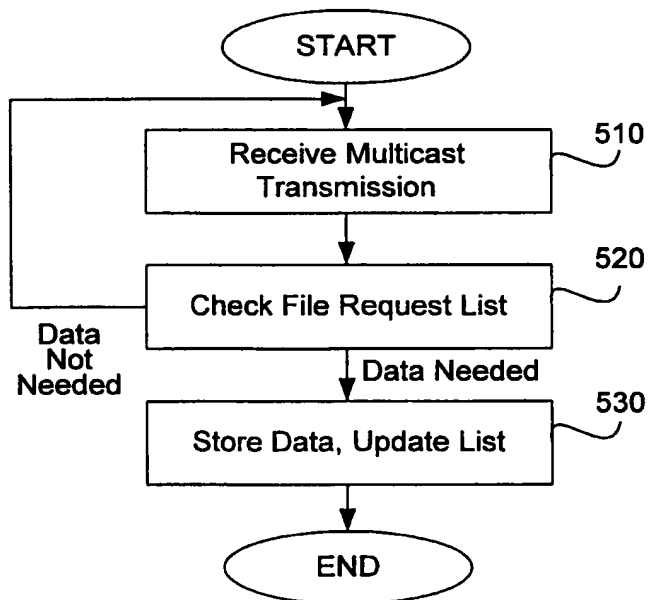 START
Receive Multicast
Transmission
510
Check File Request List
520
Data
Not
Needed
Data Needed
Store Data, Update List
530
END